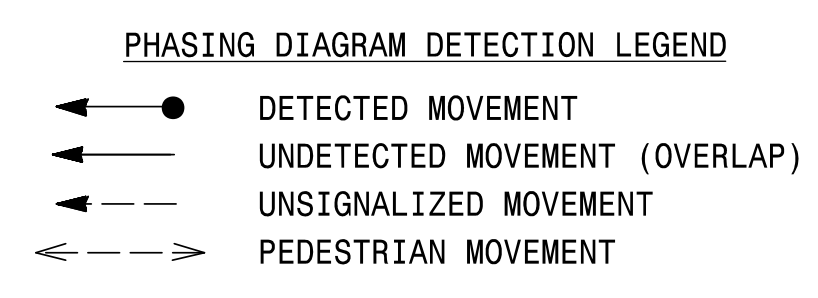 PHASING DIAGRAM DETECTION LEGEND
DETECTED MOVEMENT
UNDETECTED MOVEMENT (OVERLAP)
UNSIGNALIZED MOVEMENT
PEDESTRIAN MOVEMENT